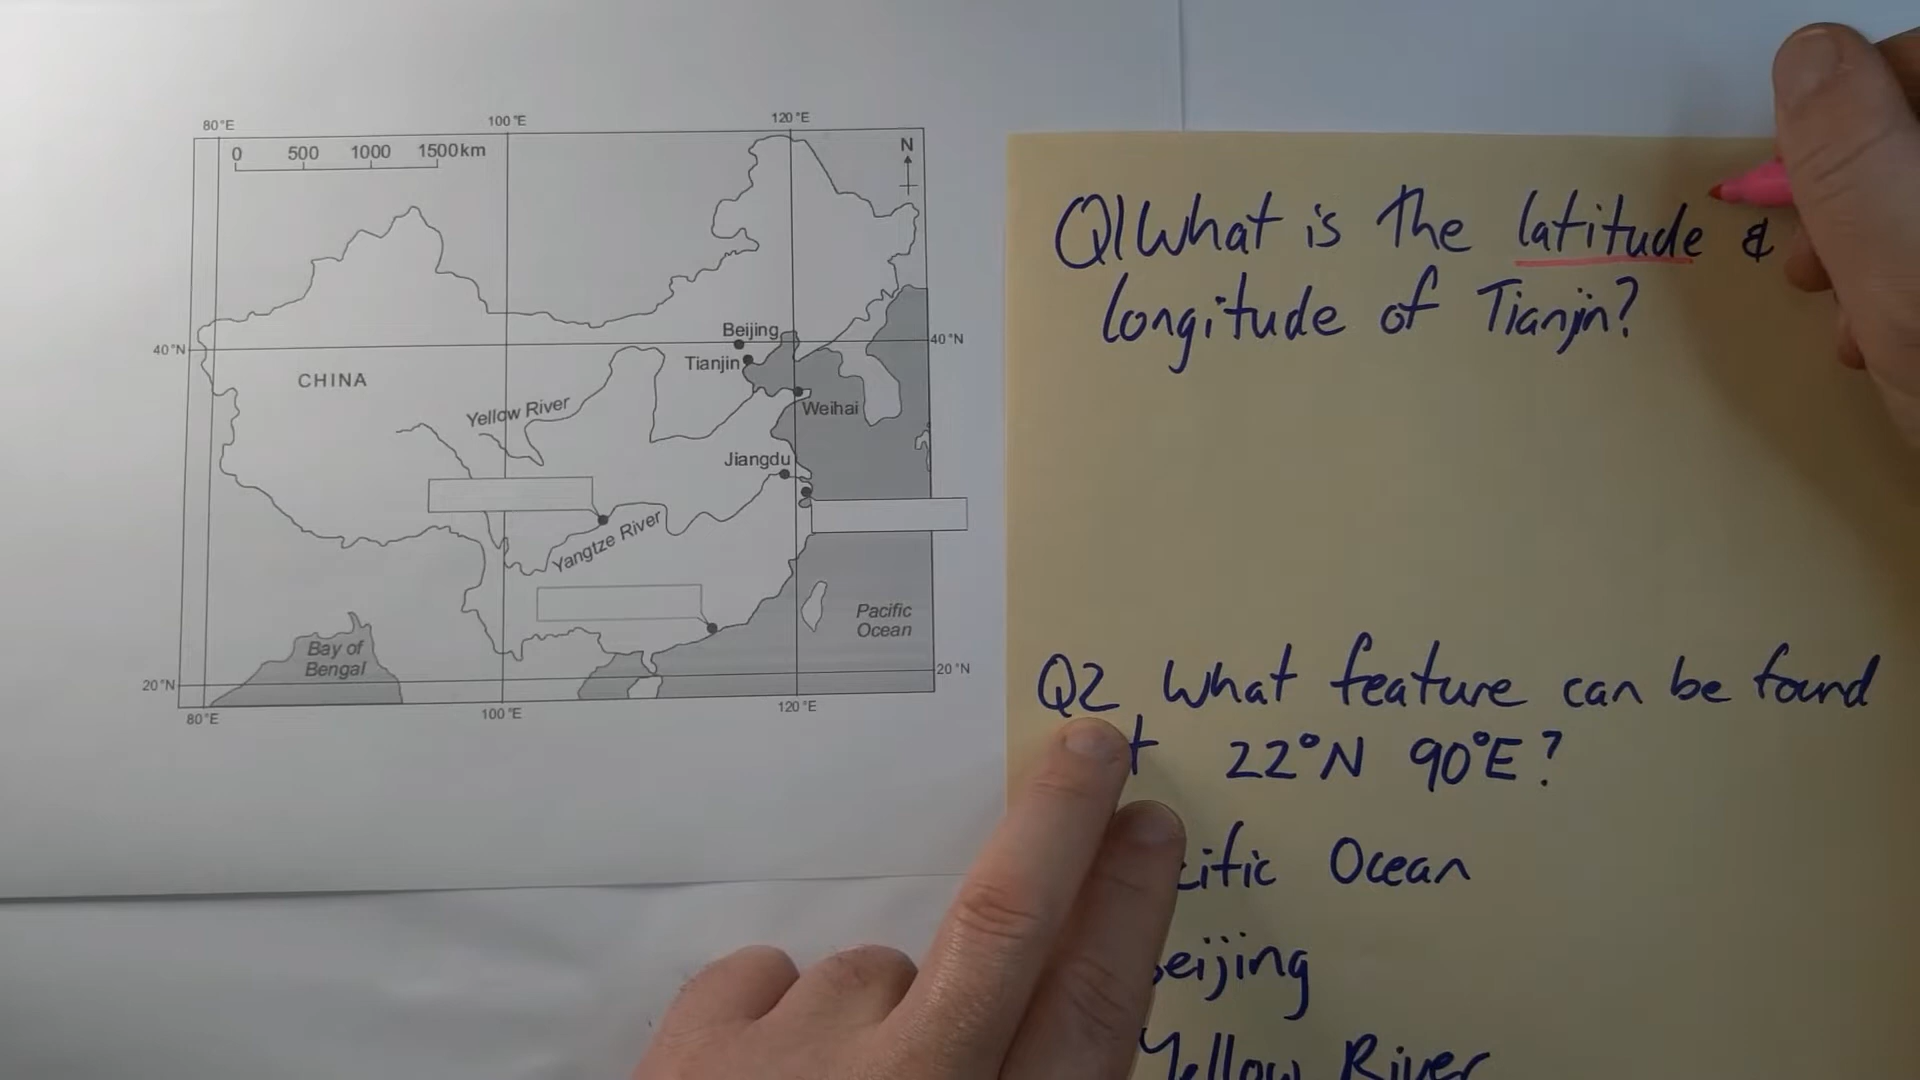 80°E
100°E
120°E
0 500 1000 1500km
N
Beijing
40°N
40°N
Tianjin
CHINA
Yellow River
Weihai
Jiangdu
Yangtze River
Pacific
Ocean
Bay of
Bengal
20°N
20°N
80°E
100°E
120°E
Q1 What is the latitude &
longitude of Tianjin?
Q2 What feature can be found
22°N 90°E?
Ocean
Yellow River